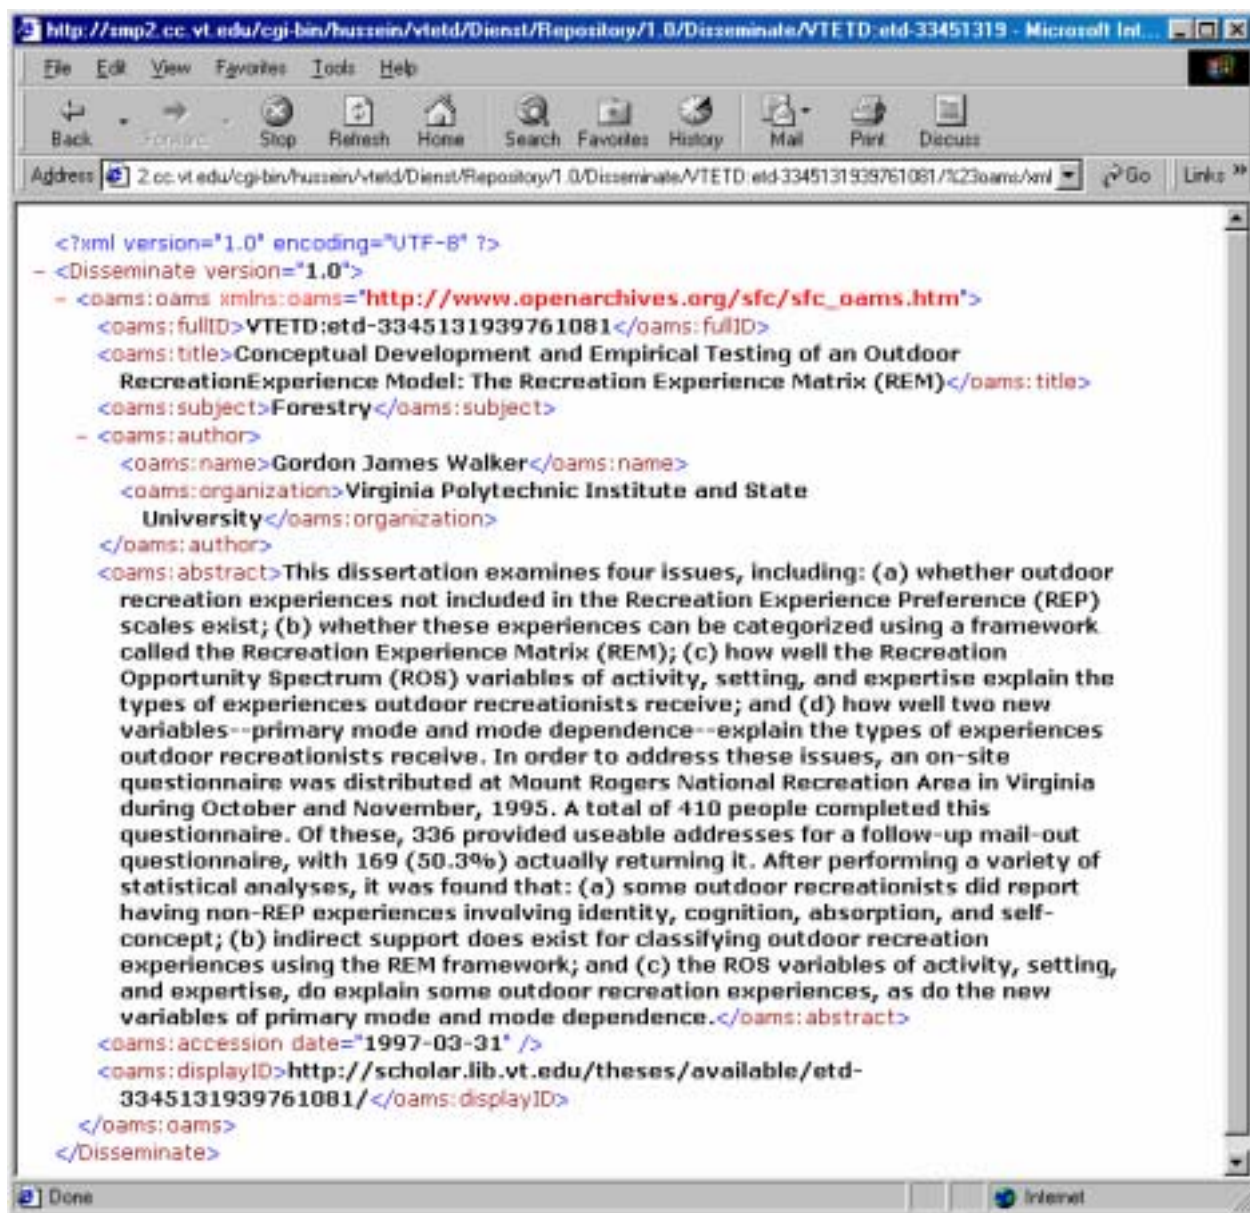 http://smp2.cc.vt.edu/cgi-bin/hussein/vtetd/Dienst/Repository/1.0/Disseminate/VTETD:etd-33451319 - Microsoft Int...
File Edit View Favorites Tools Help
Back Forward Stop Refresh Home Search Favorites History Mail Print Discuss
Address 2.cc.vt.edu/cgi-bin/hussein/vtetd/Dienst/Repository/1.0/Disseminate/VTETD:etd-3345131939761081/%23oams/xml Go Links »
<?xml version="1.0" encoding="UTF-8" ?>
- <Disseminate version="1.0">
- <oams:oams xmlns:oams="http://www.openarchives.org/sfc/sfc_oams.htm">
<oams:fullID>VTETD:etd-3345131939761081</oams:fullID>
<oams:title>Conceptual Development and Empirical Testing of an Outdoor
RecreationExperience Model: The Recreation Experience Matrix (REM)</oams:title>
<oams:subject>Forestry</oams:subject>
- <oams:author>
<oams:name>Gordon James Walker</oams:name>
<oams:organization>Virginia Polytechnic Institute and State
University</oams:organization>
</oams:author>
<oams:abstract>This dissertation examines four issues, including: (a) whether outdoor
recreation experiences not included in the Recreation Experience Preference (REP)
scales exist; (b) whether these experiences can be categorized using a framework
called the Recreation Experience Matrix (REM); (c) how well the Recreation
Opportunity Spectrum (ROS) variables of activity, setting, and expertise explain the
types of experiences outdoor recreationists receive; and (d) how well two new
variables--primary mode and mode dependence--explain the types of experiences
outdoor recreationists receive. In order to address these issues, an on-site
questionnaire was distributed at Mount Rogers National Recreation Area in Virginia
during October and November, 1995. A total of 410 people completed this
questionnaire. Of these, 336 provided useable addresses for a follow-up mail-out
questionnaire, with 169 (50.3%) actually returning it. After performing a variety of
statistical analyses, it was found that: (a) some outdoor recreationists did report
having non-REP experiences involving identity, cognition, absorption, and self-
concept; (b) indirect support does exist for classifying outdoor recreation
experiences using the REM framework; and (c) the ROS variables of activity, setting,
and expertise, do explain some outdoor recreation experiences, as do the new
variables of primary mode and mode dependence.</oams:abstract>
<oams:accession date="1997-03-31" />
<oams:displayID>http://scholar.lib.vt.edu/theses/available/etd-
3345131939761081/</oams:displayID>
</oams:oams>
</Disseminate>
Done Internet